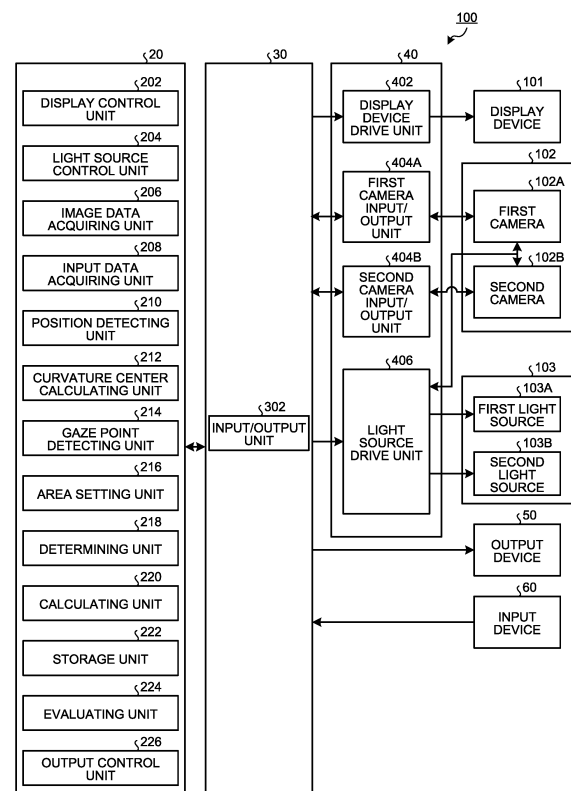 100
20
202
DISPLAY CONTROL
UNIT
204
LIGHT SOURCE
CONTROL UNIT
206
IMAGE DATA
ACQUIRING UNIT
208
INPUT DATA
ACQUIRING UNIT
210
POSITION DETECTING
UNIT
212
CURVATURE CENTER
CALCULATING UNIT
214
GAZE POINT
DETECTING UNIT
216
AREA SETTING UNIT
218
DETERMINING UNIT
220
CALCULATING UNIT
222
STORAGE UNIT
224
EVALUATING UNIT
226
OUTPUT CONTROL
UNIT
30
302
INPUT/OUTPUT
UNIT
40
402
DISPLAY
DEVICE
DRIVE UNIT
404A
FIRST
CAMERA
INPUT/
OUTPUT
UNIT
404B
SECOND
CAMERA
INPUT/
OUTPUT
UNIT
406
LIGHT
SOURCE
DRIVE UNIT
101
DISPLAY
DEVICE
102
102A
FIRST
CAMERA
102B
SECOND
CAMERA
103
103A
FIRST LIGHT
SOURCE
103B
SECOND
LIGHT
SOURCE
50
OUTPUT
DEVICE
60
INPUT
DEVICE